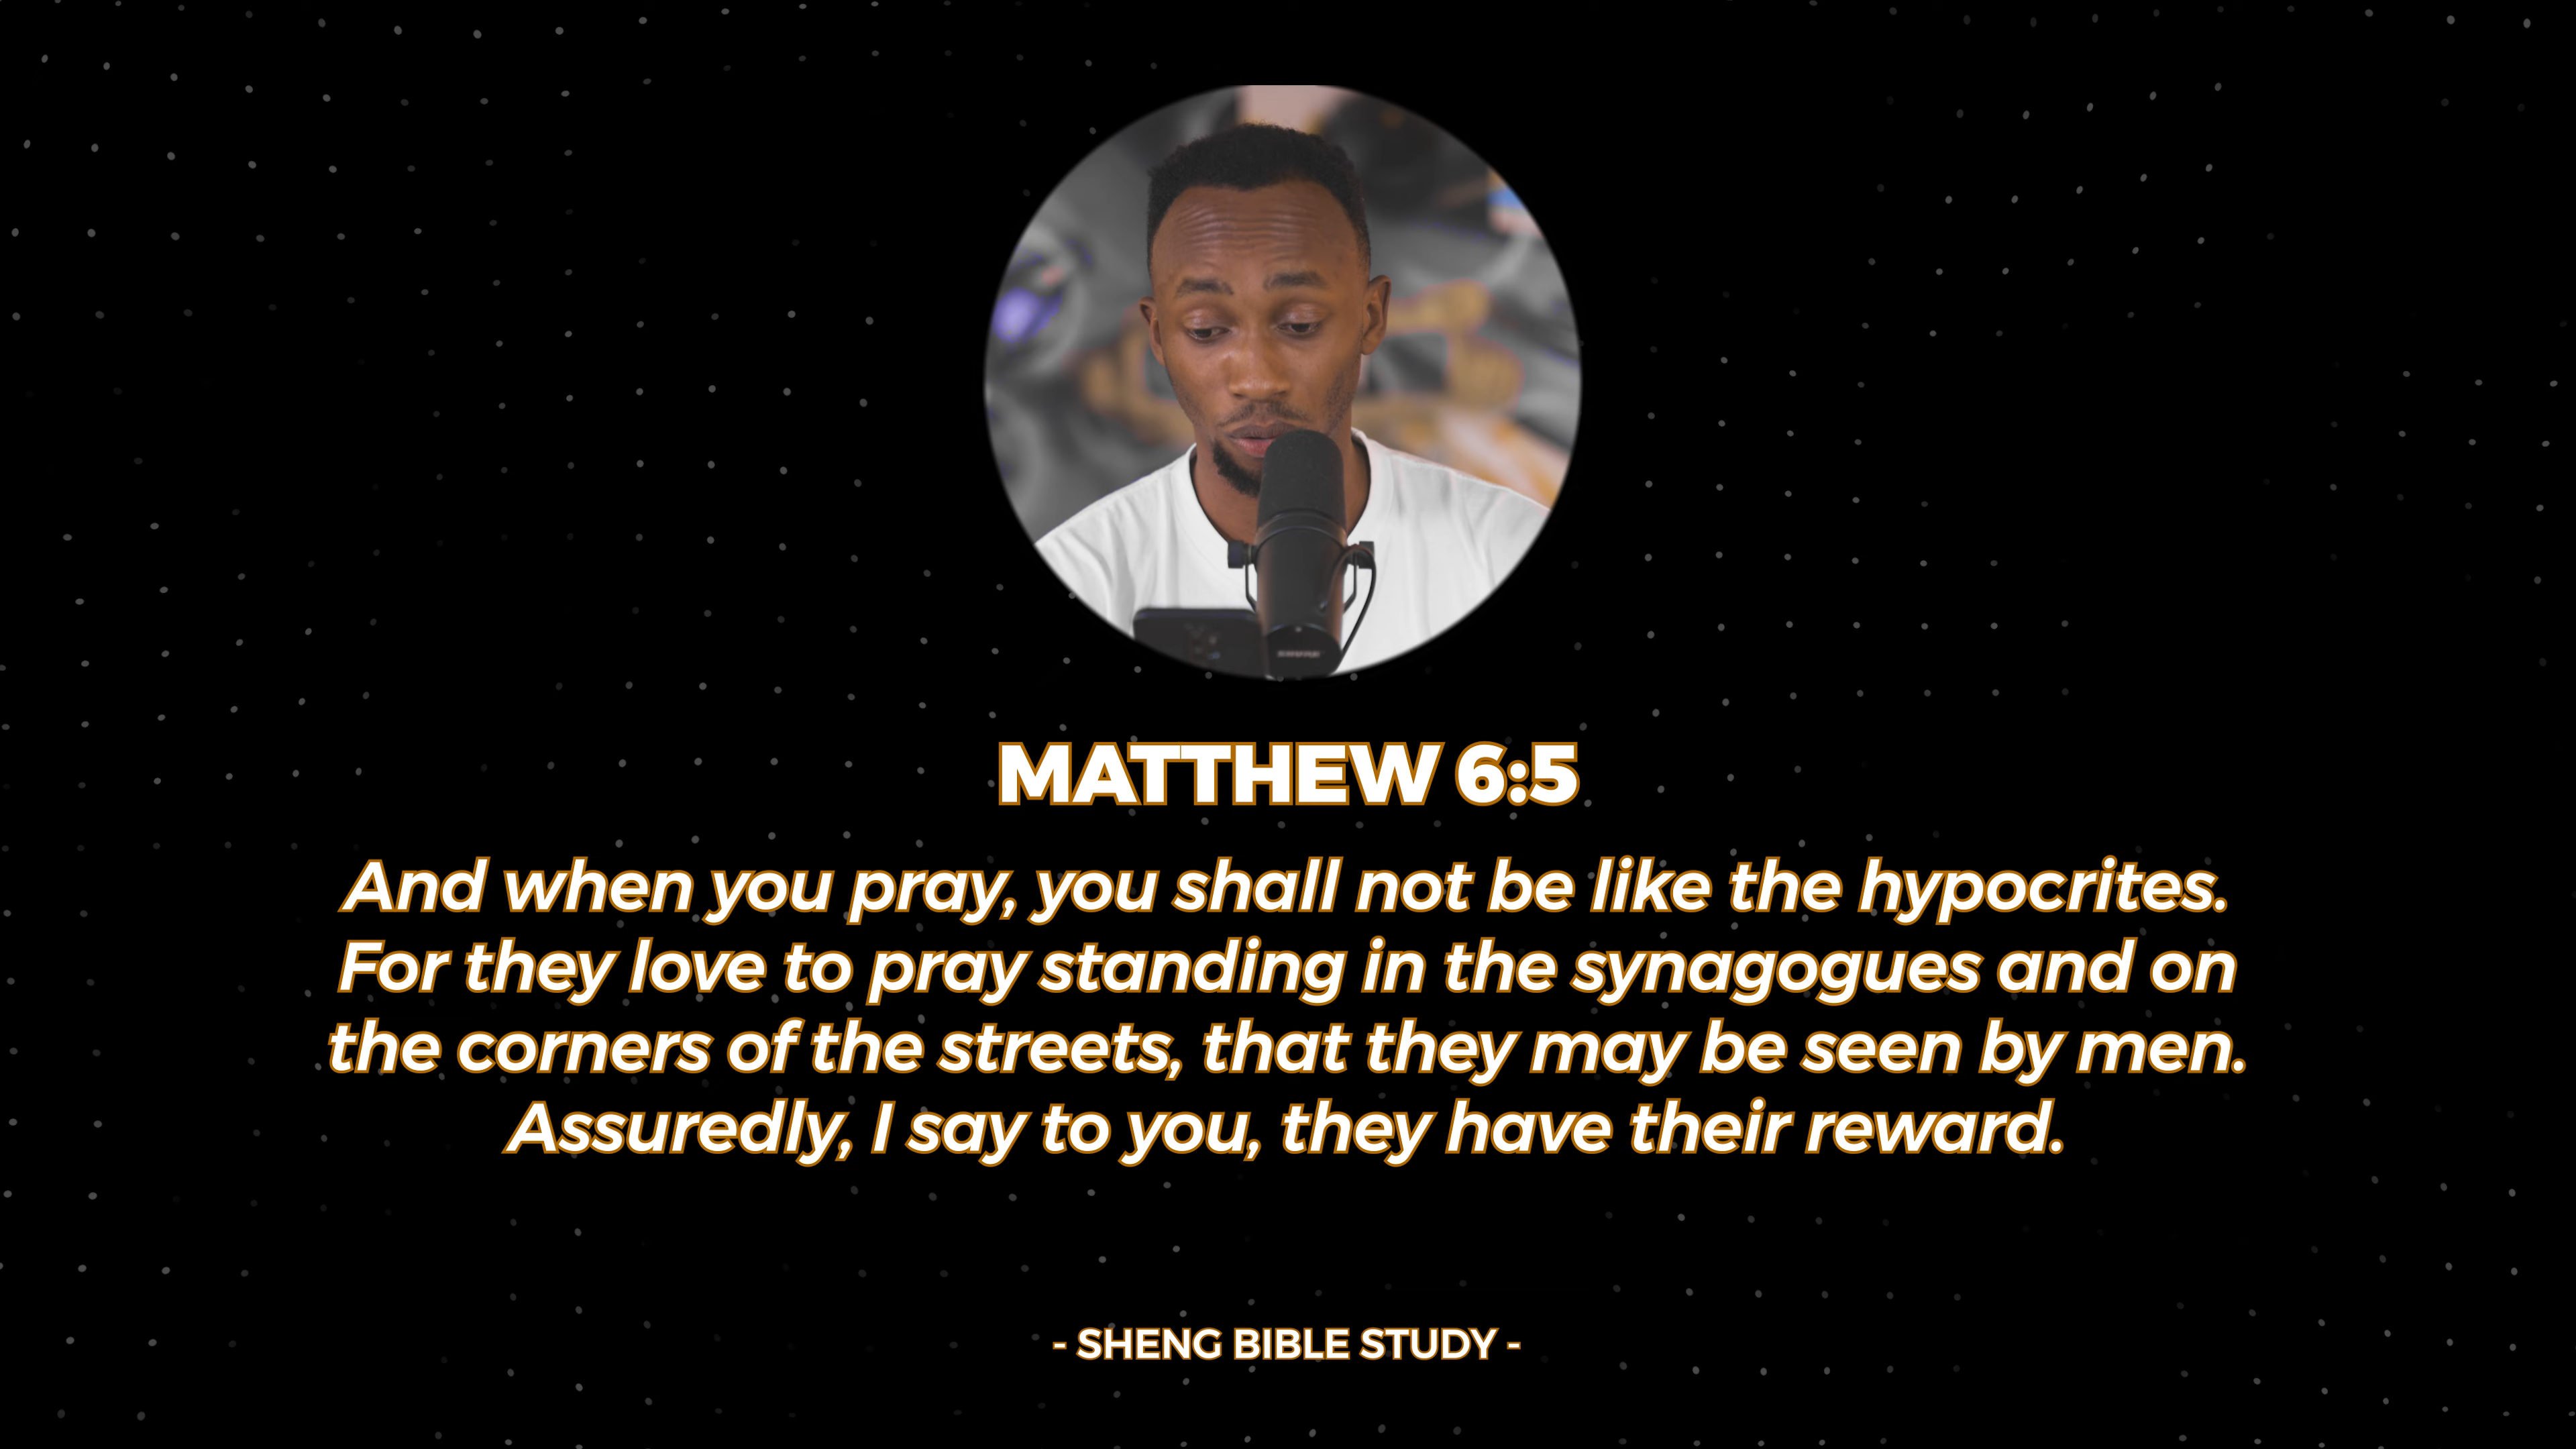 MATTHEW 6:5
And when you pray, you shall not be like the hypocrites.
For they love to pray standing in the synagogues and on
the corners of the streets, that they may be seen by men.
Assuredly, I say to you, they have their reward.
- SHENG BIBLE STUDY -